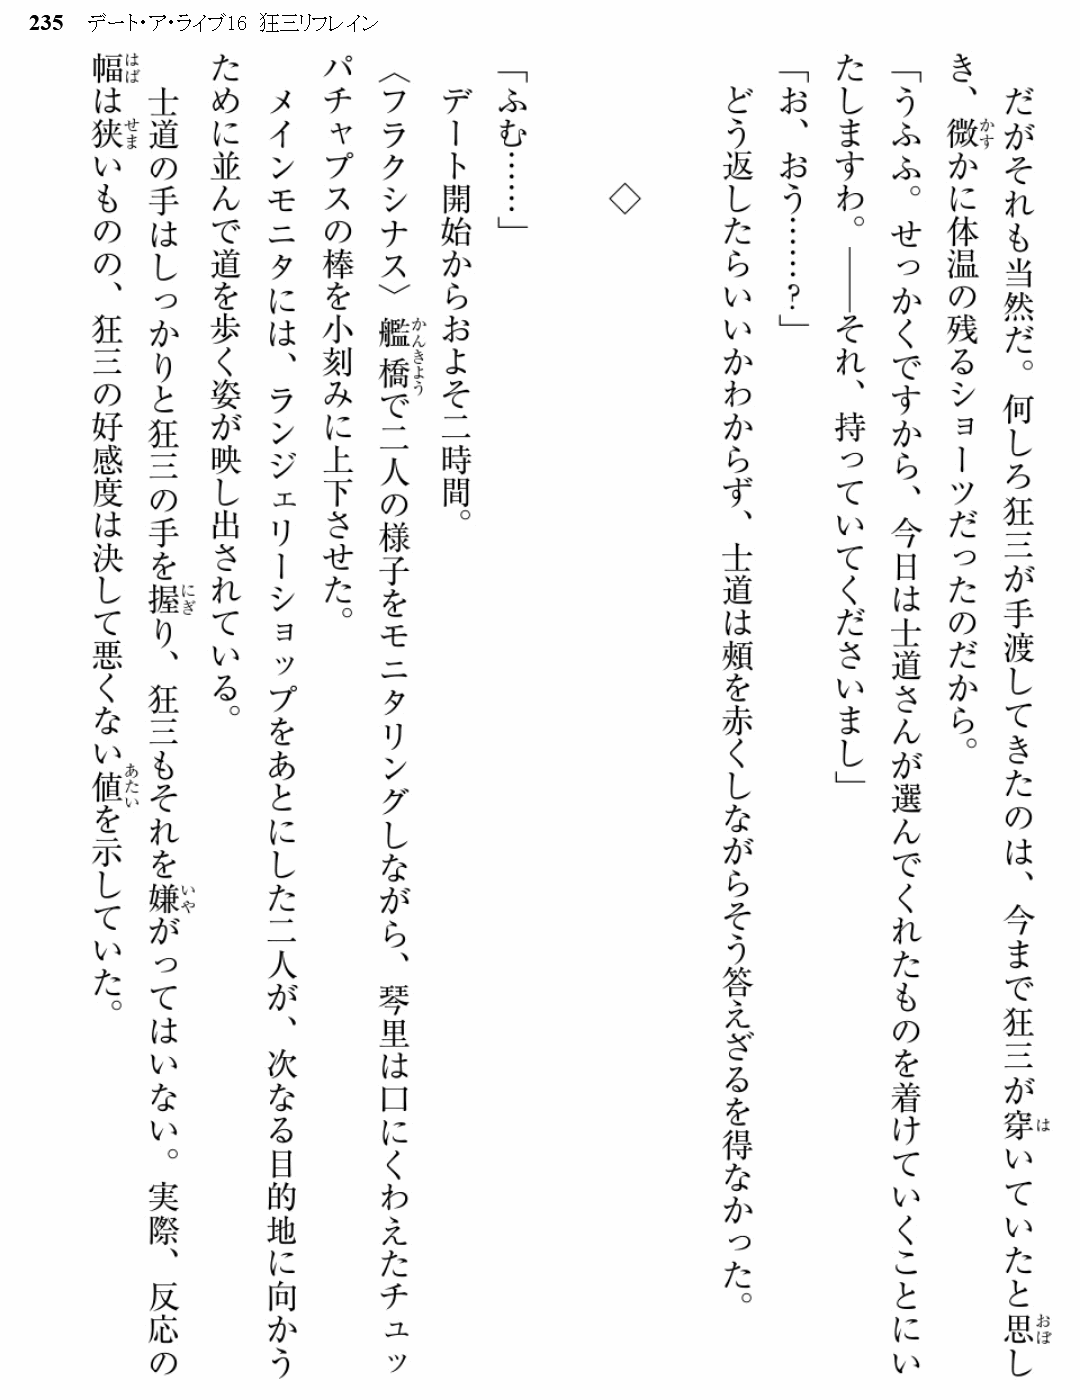 235 デート・ア・ライブ16 狂三リフレイン
だがそれも当然だ。何しろ狂三が手渡してきたのは、今まで狂三が穿いていたと思し
き、微かに体温の残るショーツだったのだから。
「うふふ。せっかくですから、今日は士道さんが選んでくれたものを着けていくことにい
たしますわ。――それ、持っていてくださいまし」
「お、おう……?」
どう返したらいいかわからず、士道は頰を赤くしながらそう答えざるを得なかった。
◇
「ふむ……」
デート開始からおよそ二時間。
〈フラクシナス〉艦橋で二人の様子をモニタリングしながら、琴里は口にくわえたチュッ
パチャプスの棒を小刻みに上下させた。
メインモニタには、ランジェリーショップをあとにした二人が、次なる目的地に向かう
ために並んで道を歩く姿が映し出されている。
士道の手はしっかりと狂三の手を握り、狂三もそれを嫌がってはいない。実際、反応の
幅は狭いものの、狂三の好感度は決して悪くない値を示していた。